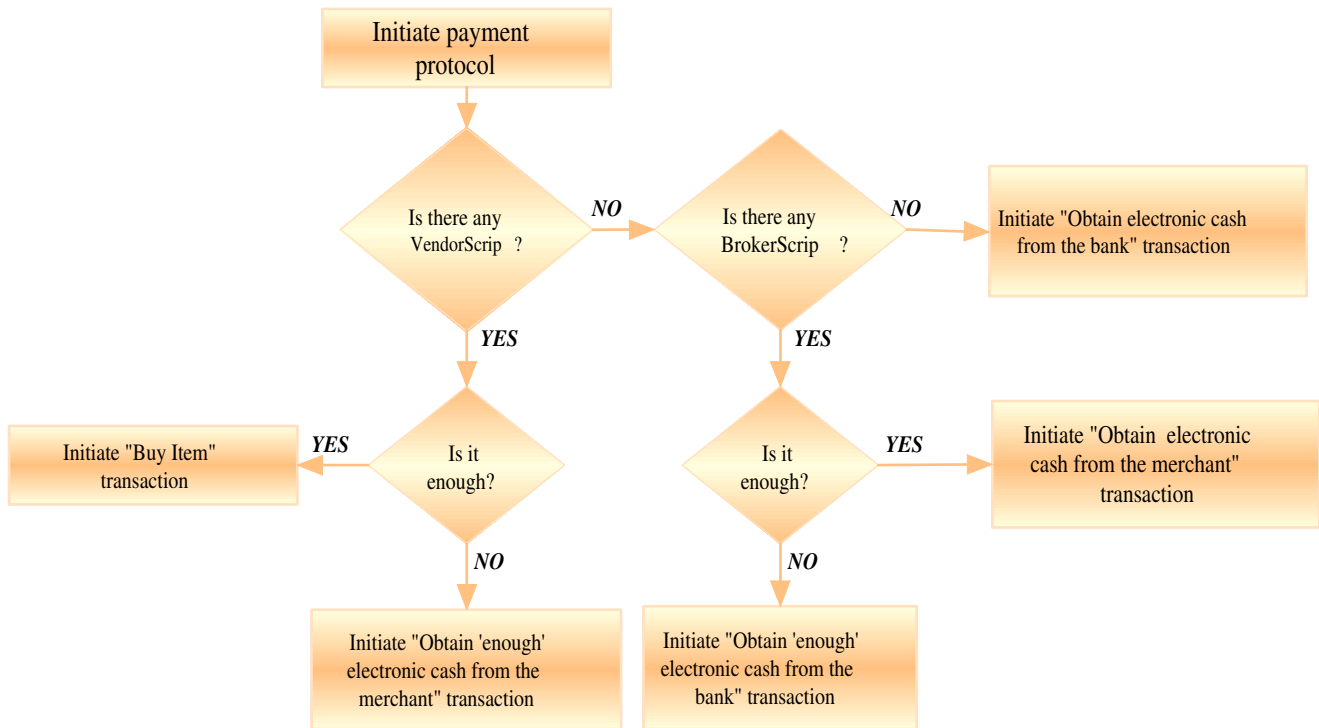 Initiate payment
protocol
Is there any
VendorScrip ?
NO
Is there any
BrokerScrip ?
NO
Initiate "Obtain electronic cash
from the bank" transaction
YES
YES
Initiate "Buy Item"
transaction
YES
Is it
enough?
Is it
enough?
YES
Initiate "Obtain electronic
cash from the merchant"
transaction
NO
NO
Initiate "Obtain 'enough'
electronic cash from the
merchant" transaction
Initiate "Obtain 'enough'
electronic cash from the
bank" transaction